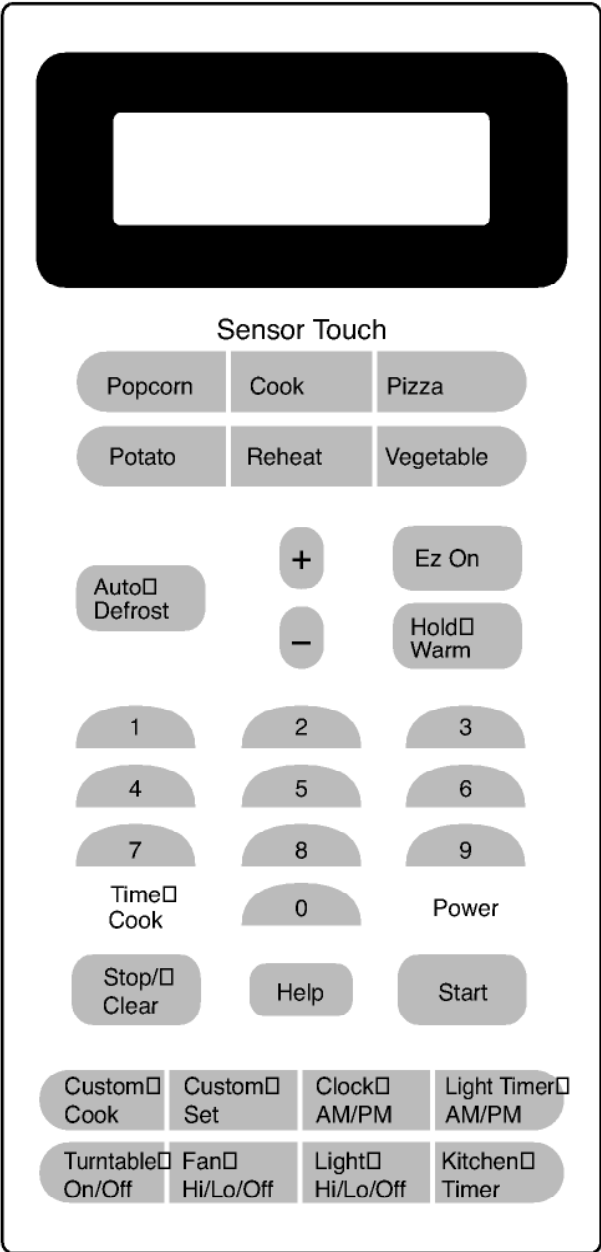 Sensor Touch
Popcorn Cook Pizza
Potato Reheat Vegetable
+ Ez On
Auto□
Defrost
– Hold□
Warm
1 2 3
4 5 6
7 8 9
Time□
Cook
0 Power
Stop/□
Clear
Help Start
Custom□ Custom□ Clock□ Light Timer□
Cook Set AM/PM AM/PM
Turntable□ Fan□ Light□ Kitchen□
On/Off Hi/Lo/Off Hi/Lo/Off Timer